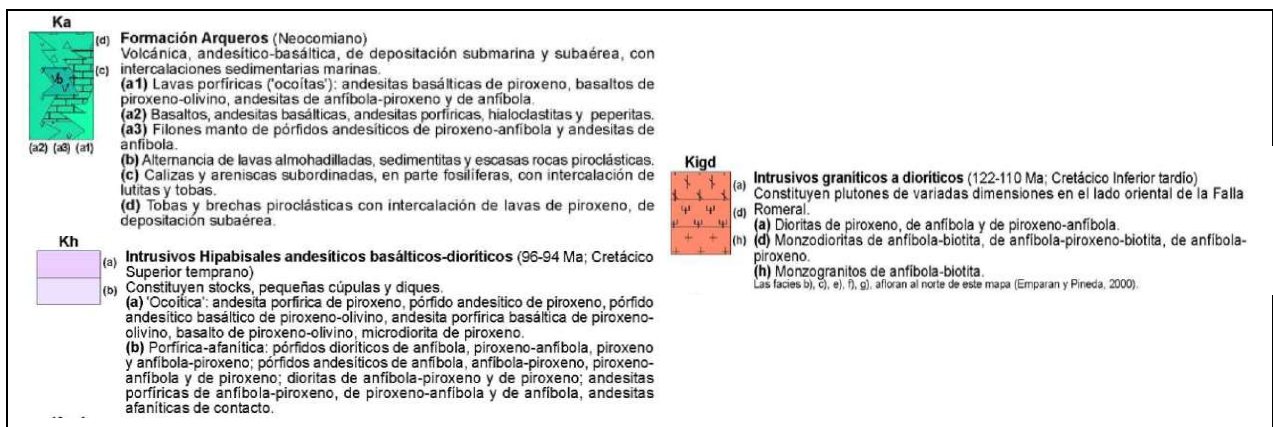 Ka
(d) Formación Arqueros (Neocomiano)
Volcánica, andesítico-basáltica, de depositación submarina y subaérea, con
(c) intercalaciones sedimentarias marinas.
b
(a1) Lavas porfíricas ('ocoítas'): andesitas basálticas de piroxeno, basaltos de
piroxeno-olivino, andesitas de anfíbola-piroxeno y de anfíbola.
(a2) Basaltos, andesitas basálticas, andesitas porfíricas, hialoclastitas y peperitas.
(a3) Filones manto de pórfidos andesíticos de piroxeno-anfíbola y andesitas de
anfíbola.
(a2) (a3) (a1)
(b) Alternancia de lavas almohadilladas, sedimentitas y escasas rocas piroclásticas.
(c) Calizas y areniscas subordinadas, en parte fosilíferas, con intercalación de
lutitas y tobas.
(d) Tobas y brechas piroclásticas con intercalación de lavas de piroxeno, de
depositación subaérea.
Kh
(a) Intrusivos Hipabisales andesíticos basálticos-dioríticos (96-94 Ma; Cretácico
Superior temprano)
(b) Constituyen stocks, pequeñas cúpulas y diques.
(a) 'Ocoítica': andesita porfírica de piroxeno, pórfido andesítico de piroxeno, pórfido
andesítico basáltico de piroxeno-olivino, andesita porfírica basáltica de piroxeno-
olivino, basalto de piroxeno-olivino, microdiorita de piroxeno.
(b) Porfírica-afanítica: pórfidos dioríticos de anfíbola, piroxeno-anfíbola, piroxeno
y anfíbola-piroxeno; pórfidos andesíticos de anfíbola, anfíbola-piroxeno, piroxeno-
anfíbola y de piroxeno; dioritas de anfíbola-piroxeno y de piroxeno; andesitas
porfíricas de anfíbola-piroxeno, de piroxeno-anfíbola y de anfíbola, andesitas
afaníticas de contacto.
Kigd
(a) Intrusivos graníticos a dioríticos (122-110 Ma; Cretácico Inferior tardío)
Constituyen plutones de variadas dimensiones en el lado oriental de la Falla
(d) Romeral.
(a) Dioritas de piroxeno, de anfíbola y de piroxeno-anfíbola.
(h) (d) Monzodioritas de anfíbola-biotita, de anfíbola-piroxeno-biotita, de anfíbola-
piroxeno.
(h) Monzogranitos de anfíbola-biotita.
Las facies b), c), e), f), g), afloran al norte de este mapa (Emparan y Pineda, 2000).